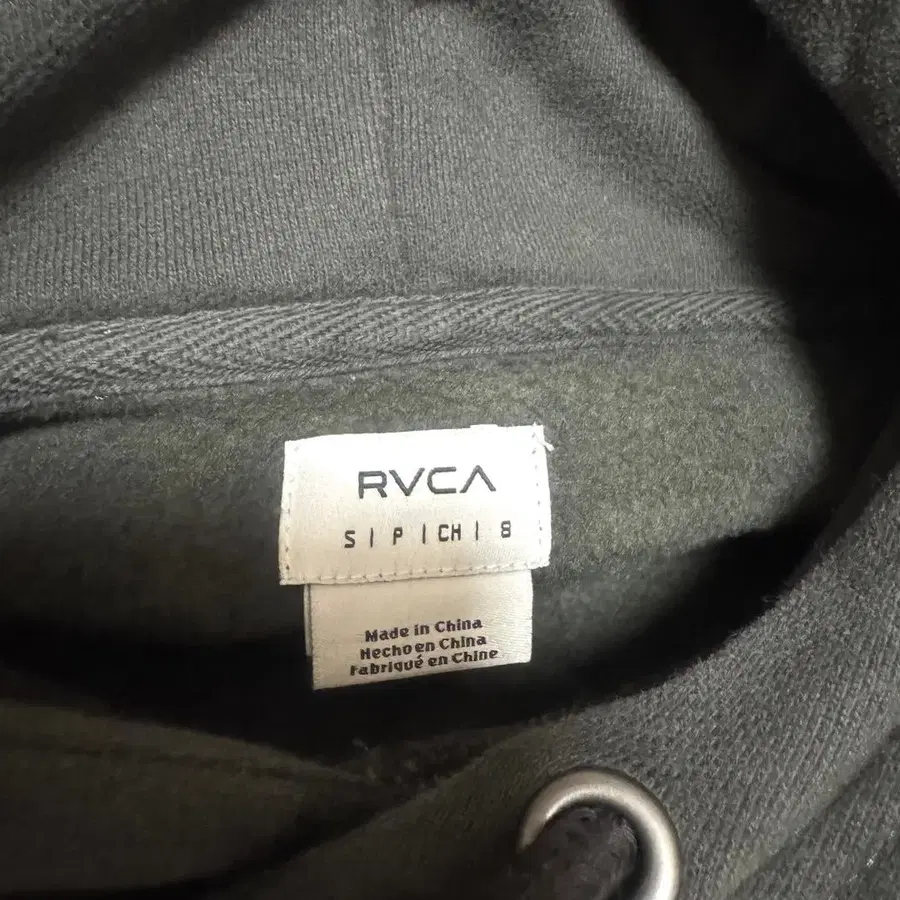 RVCA
S | P | CH | 8
Made in China
Hecho en China
Fabriqué en Chine